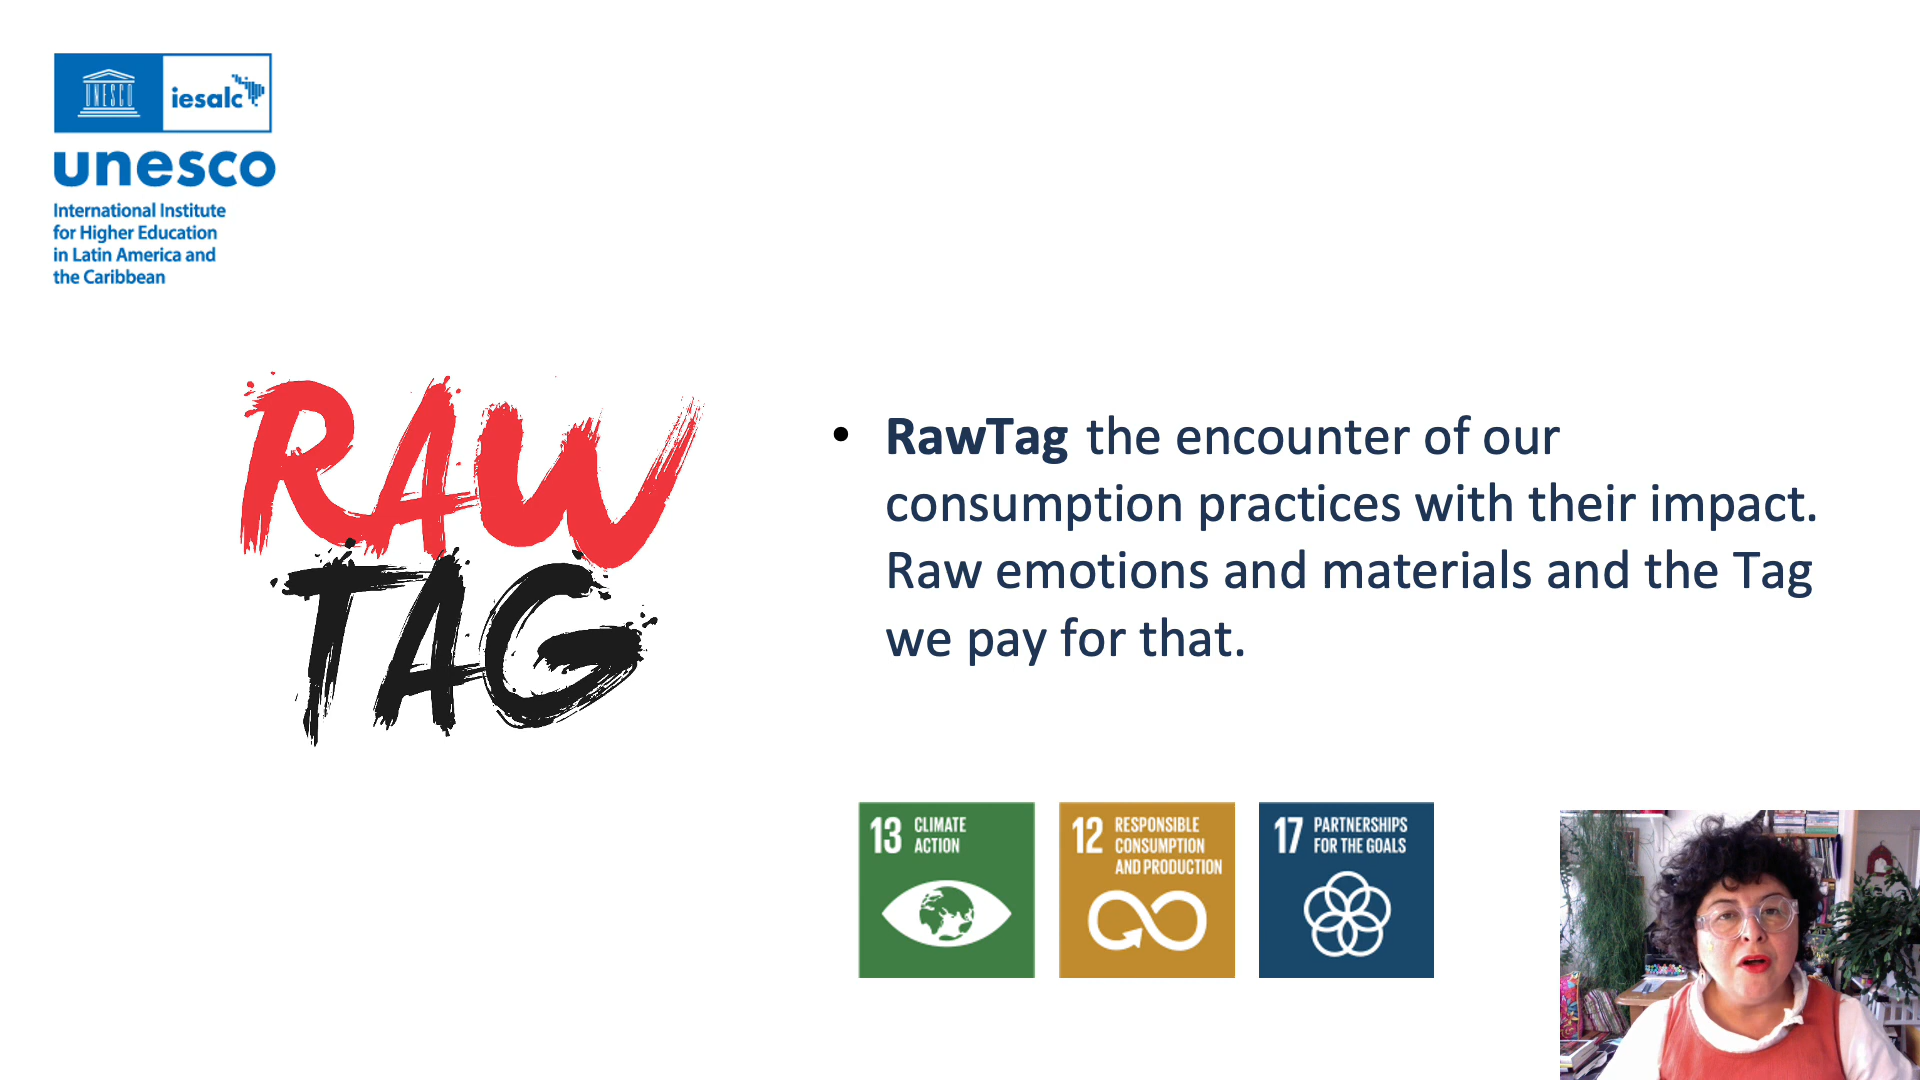 UNESCO
iesalc
unesco
International Institute
for Higher Education
in Latin America and
the Caribbean
RAW
TAG
• RawTag the encounter of our
consumption practices with their impact.
Raw emotions and materials and the Tag
we pay for that.
13 CLIMATE
ACTION
12 RESPONSIBLE
CONSUMPTION
AND PRODUCTION
17 PARTNERSHIPS
FOR THE GOALS